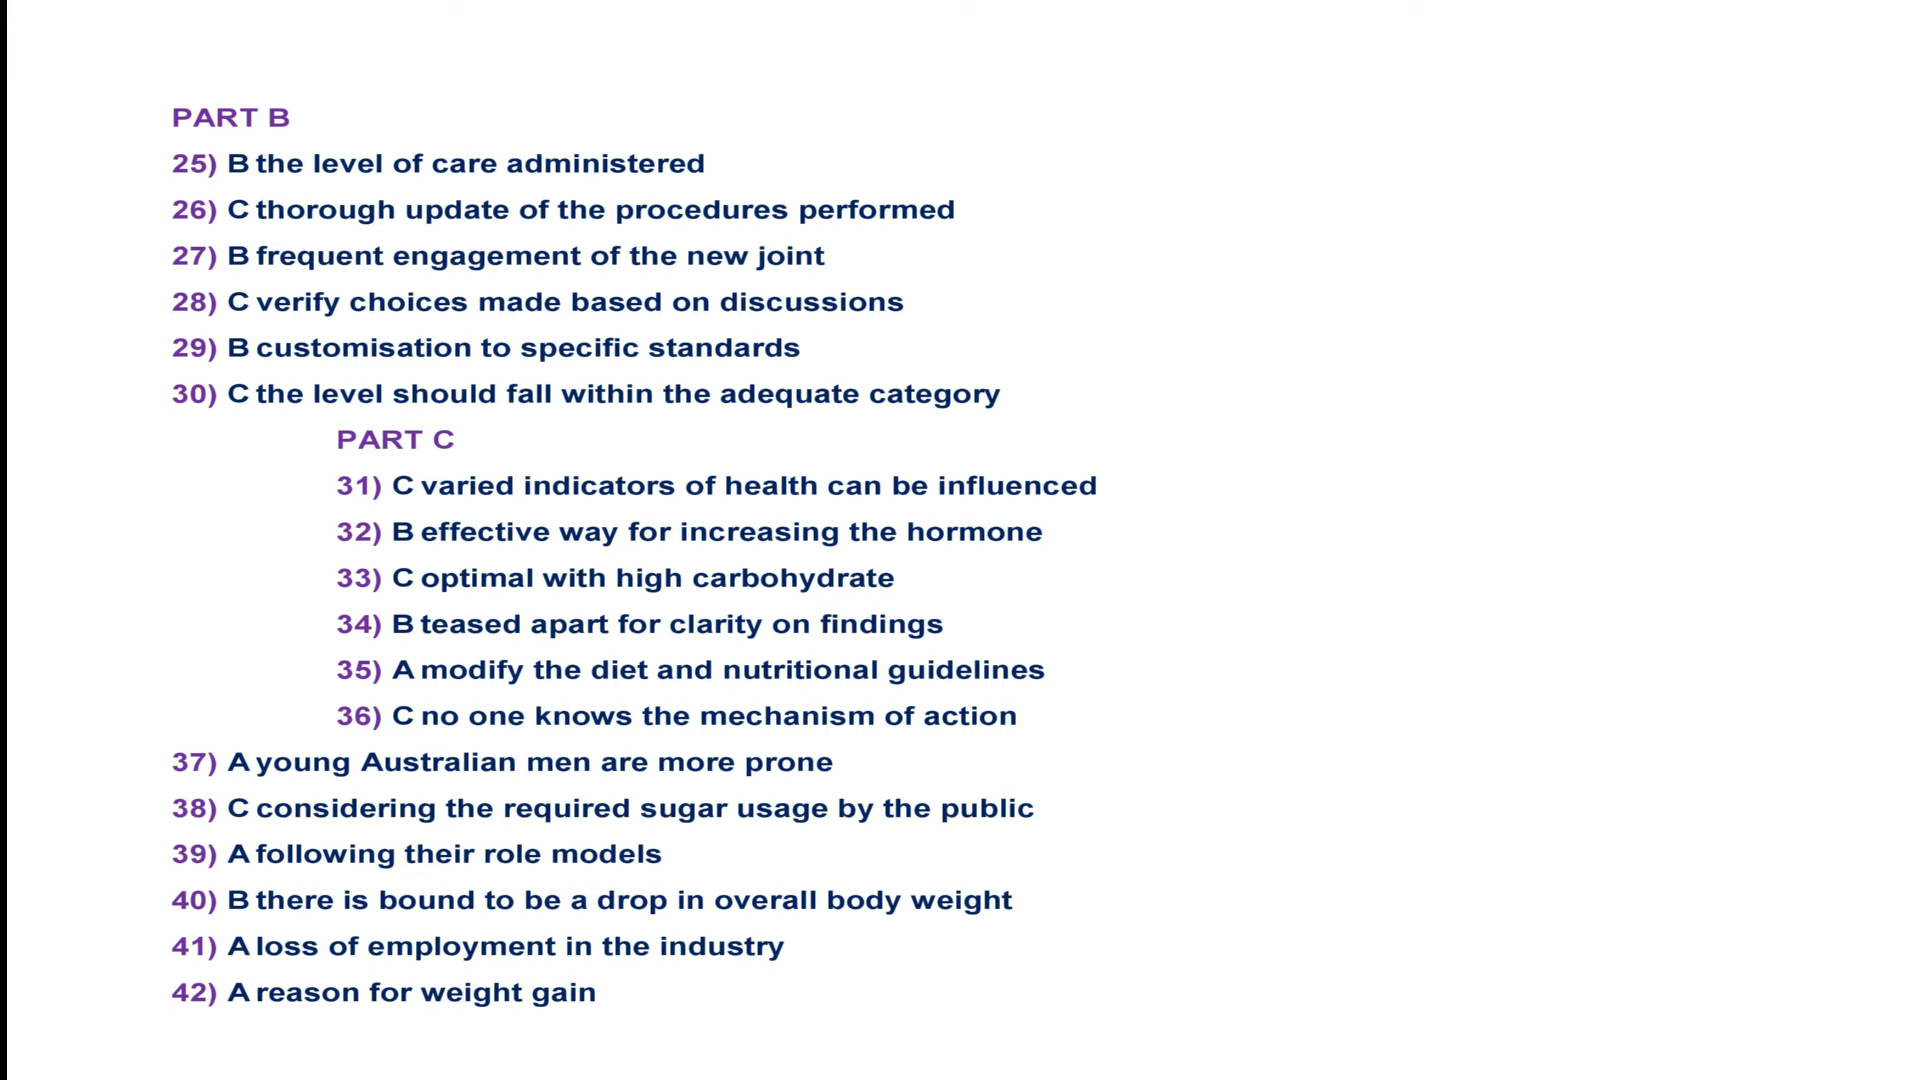 PART B
25) B the level of care administered
26) C thorough update of the procedures performed
27) B frequent engagement of the new joint
28) C verify choices made based on discussions
29) B customisation to specific standards
30) C the level should fall within the adequate category
PART C
31) C varied indicators of health can be influenced
32) B effective way for increasing the hormone
33) C optimal with high carbohydrate
34) B teased apart for clarity on findings
35) A modify the diet and nutritional guidelines
36) C no one knows the mechanism of action
37) A young Australian men are more prone
38) C considering the required sugar usage by the public
39) A following their role models
40) B there is bound to be a drop in overall body weight
41) A loss of employment in the industry
42) A reason for weight gain